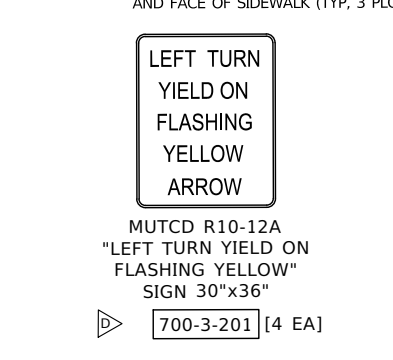 AND FACE OF SIDEWALK (TYP, 3 PLC
LEFT TURN
YIELD ON
FLASHING
YELLOW
ARROW
MUTCD R10-12A
"LEFT TURN YIELD ON
FLASHING YELLOW"
SIGN 30"x36"
D 700-3-201 [4 EA]